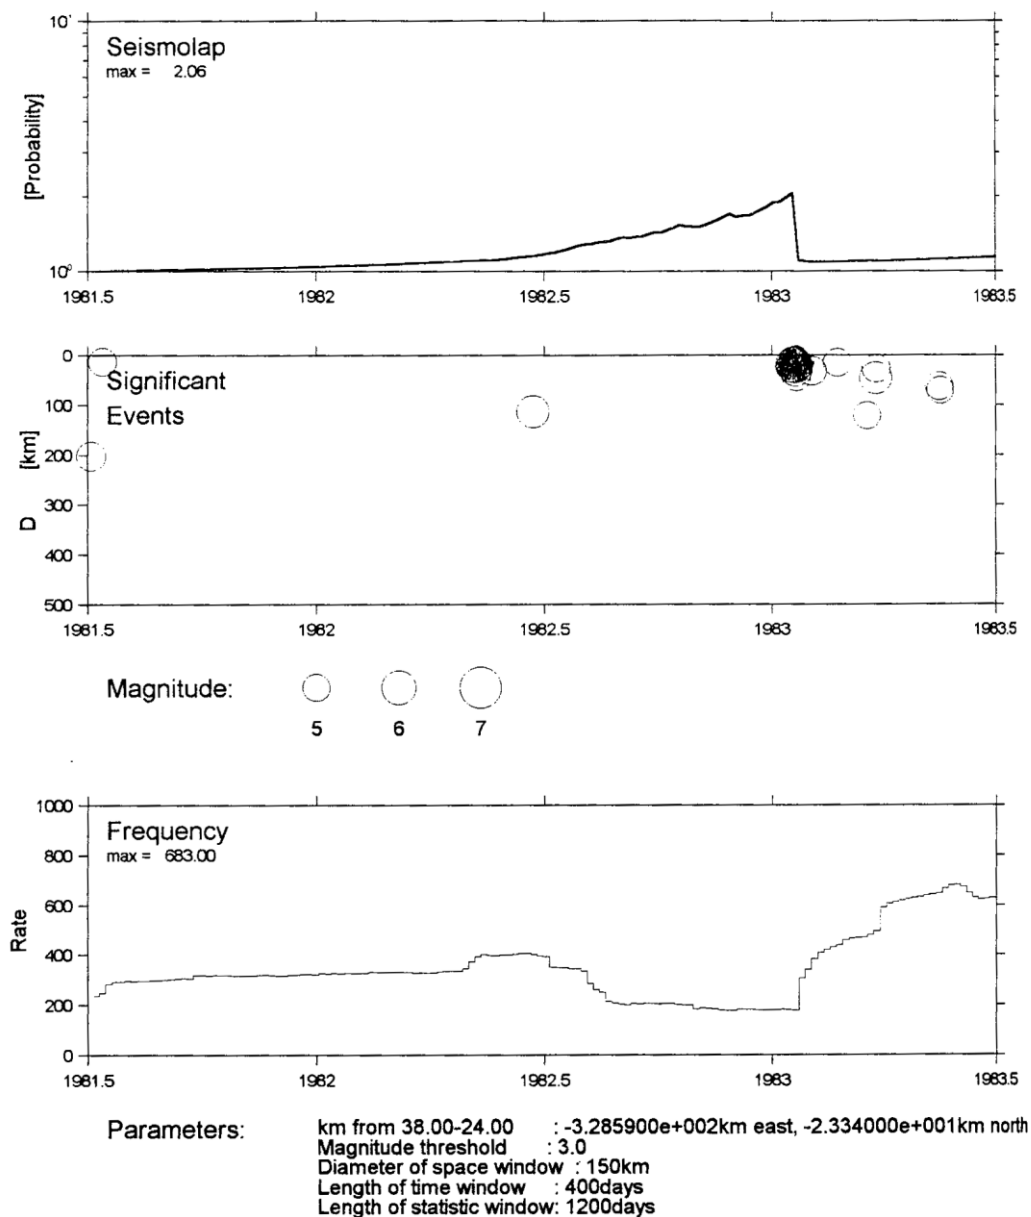 10¹
Seismolap
max = 2.06
[Probability]
10⁰
1981.5 1982 1982.5 1983 1983.5
0
Significant
Events
100
200
300
400
500
D [km]
1981.5 1982 1982.5 1983 1983.5
Magnitude:
5 6 7
1000
Frequency
max = 683.00
800
600
400
200
0
Rate
1981.5 1982 1982.5 1983 1983.5
Parameters:
km from 38.00-24.00 : -3.285900e+002km east, -2.334000e+001km north
Magnitude threshold : 3.0
Diameter of space window : 150km
Length of time window : 400days
Length of statistic window: 1200days